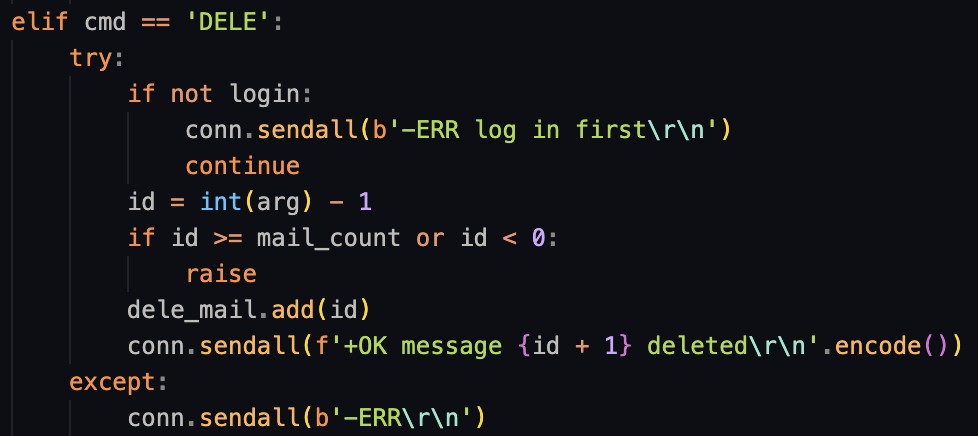 elif cmd == 'DELE':
    try:
        if not login:
            conn.sendall(b'-ERR log in first\r\n')
            continue
        id = int(arg) - 1
        if id >= mail_count or id < 0:
            raise
        dele_mail.add(id)
        conn.sendall(f'+OK message {id + 1} deleted\r\n'.encode())
    except:
        conn.sendall(b'-ERR\r\n')